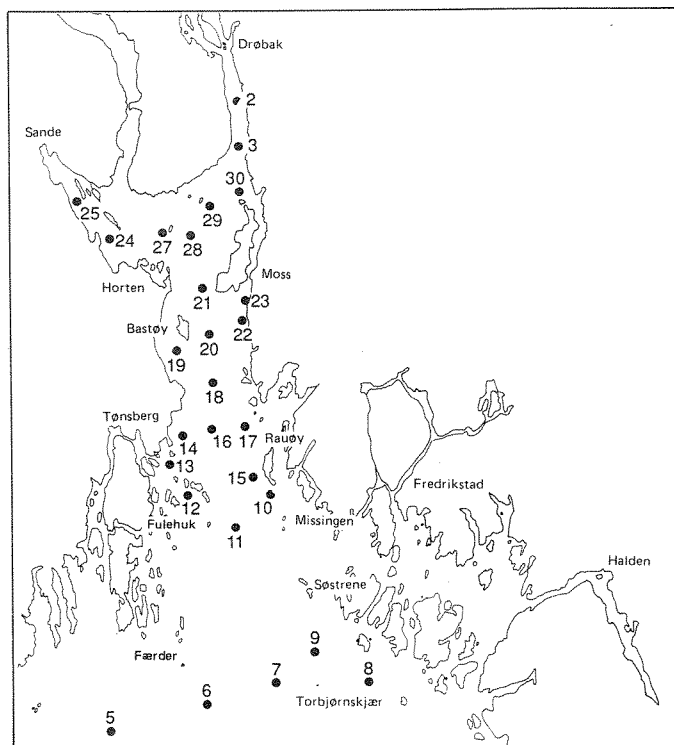 Drøbak
2
Sande
3
30
25
29
24
27
28
Horten
Moss
21
23
Bastøy
22
20
19
18
Tønsberg
16
17
14
Rauøy
13
15
Fredrikstad
12
10
Missingen
Fulehuk
11
Halden
Søstrene
9
Færder
7
8
6
Torbjørnskjær
5